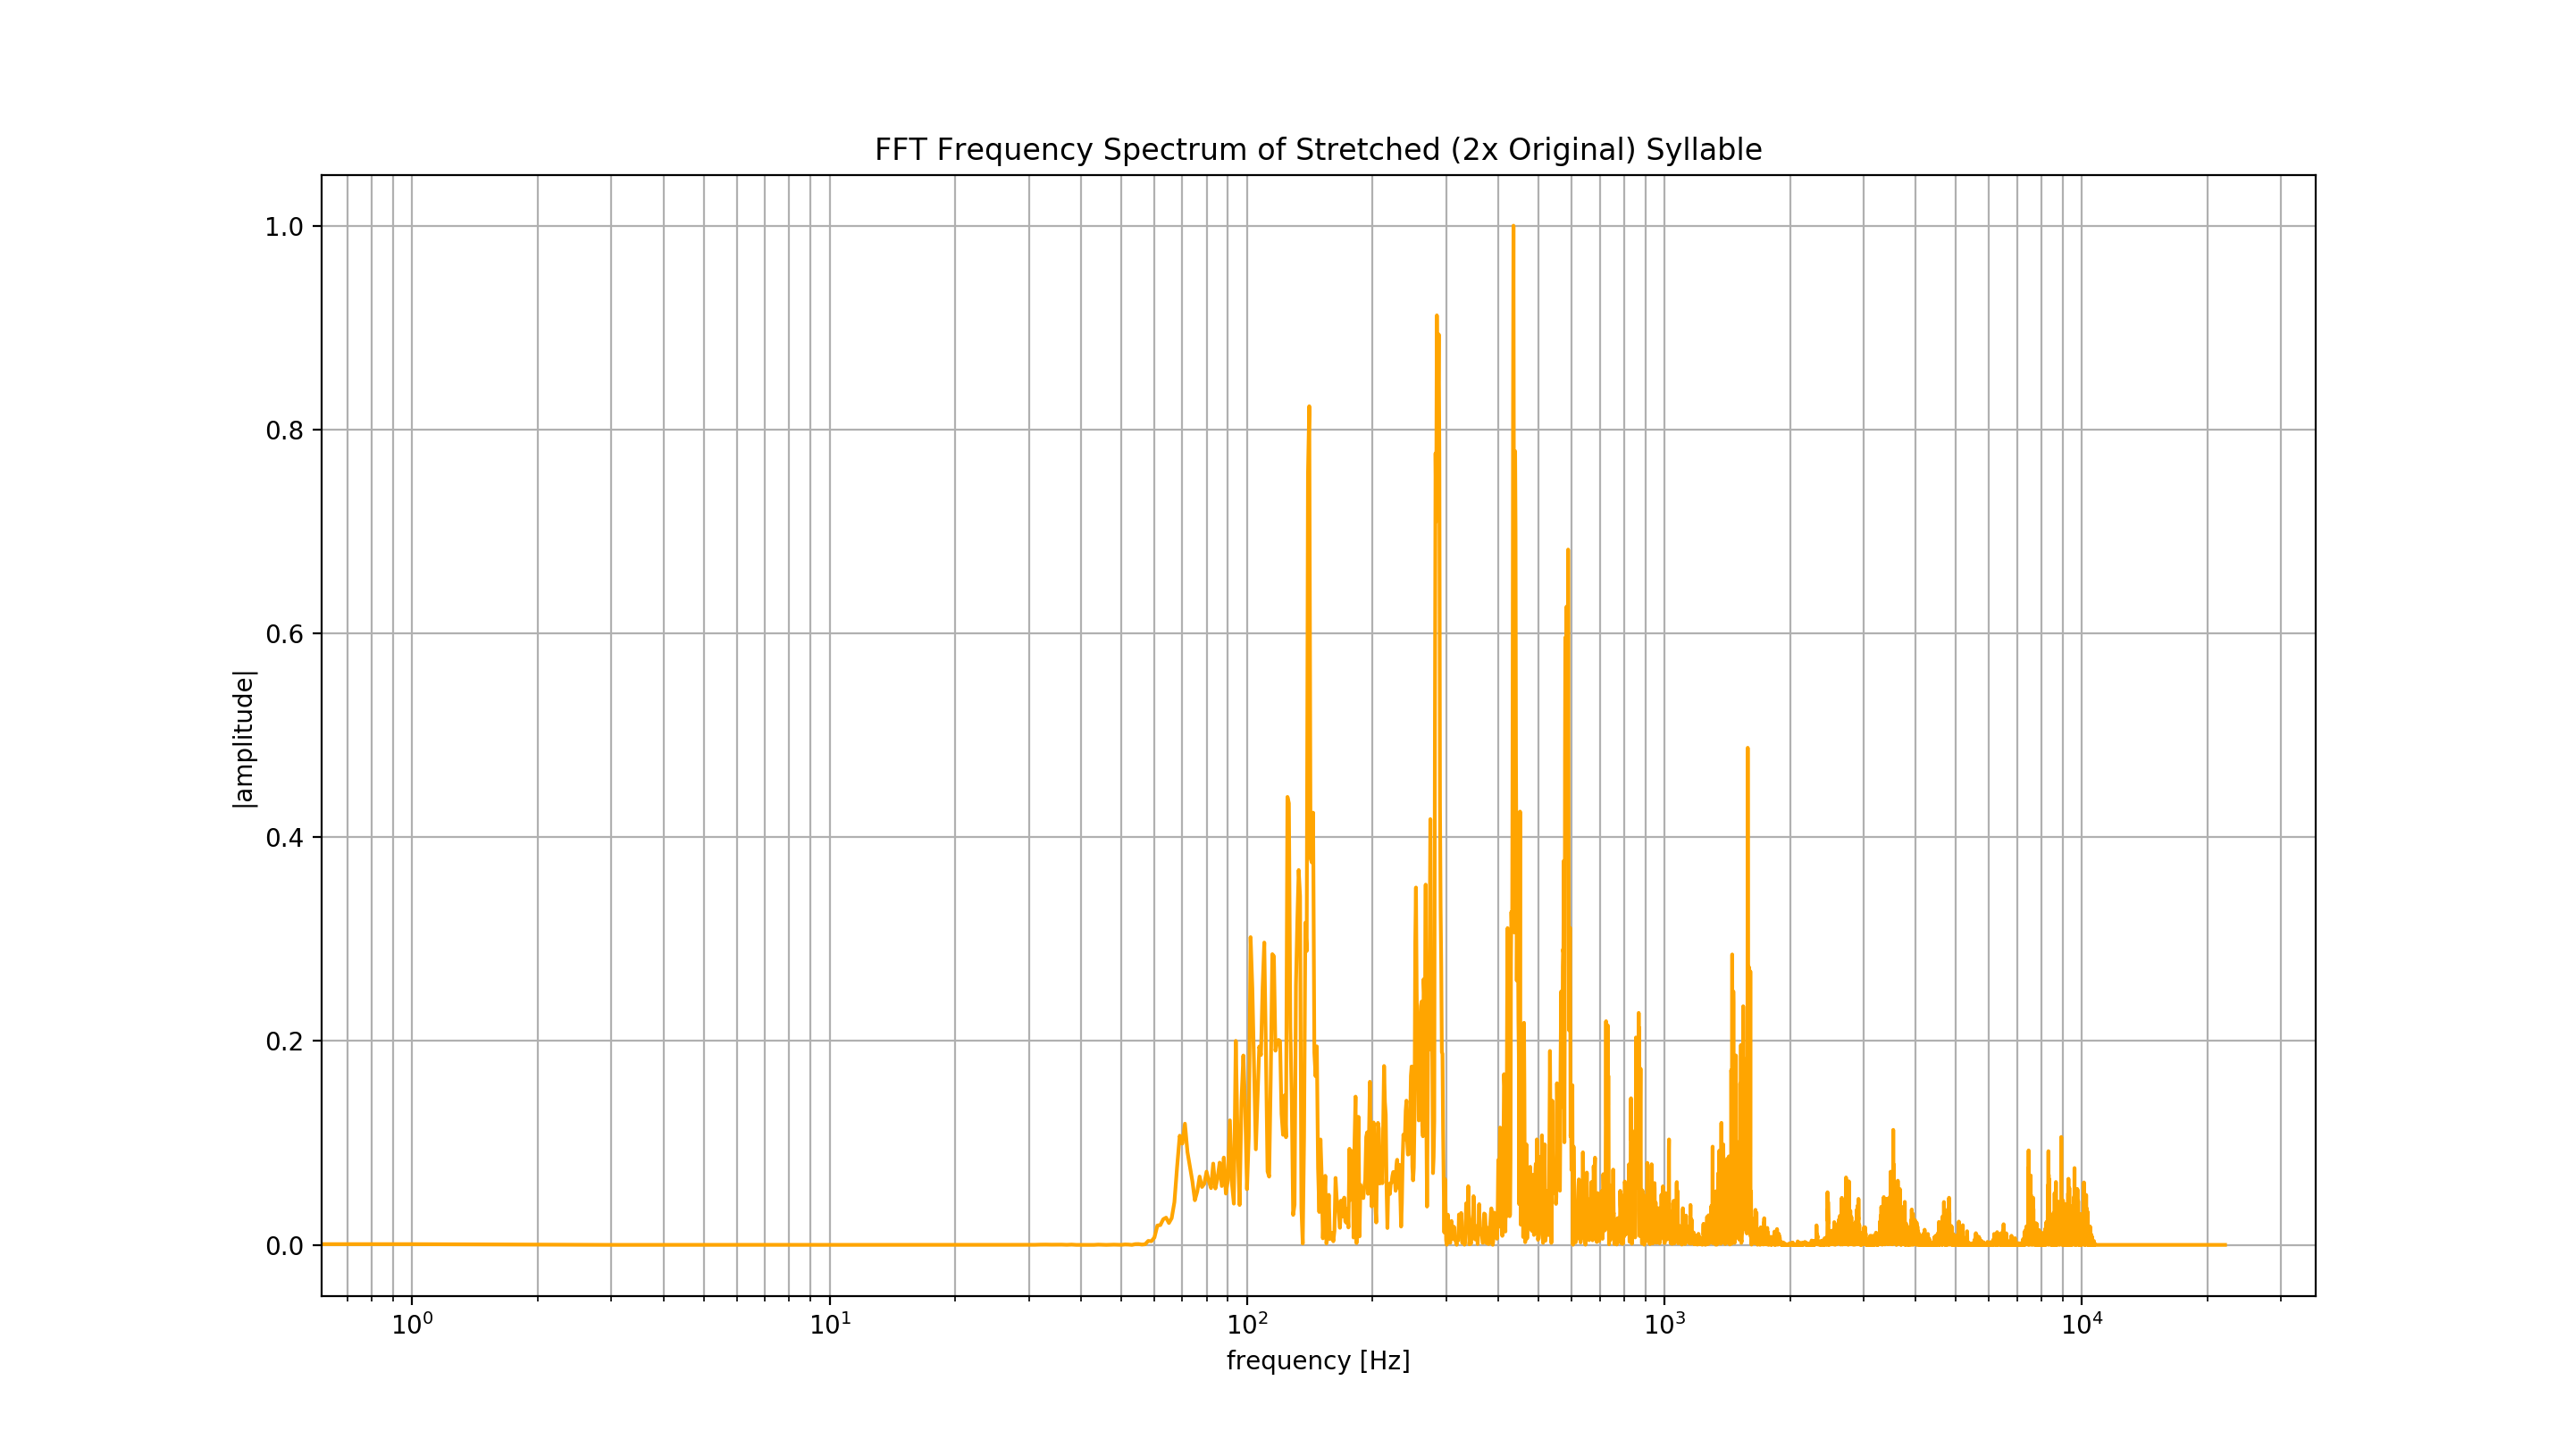 FFT Frequency Spectrum of Stretched (2x Original) Syllable
1.0
0.8
0.6
0.4
0.2
0.0
|amplitude|
10⁰ 10¹ 10² 10³ 10⁴
frequency [Hz]